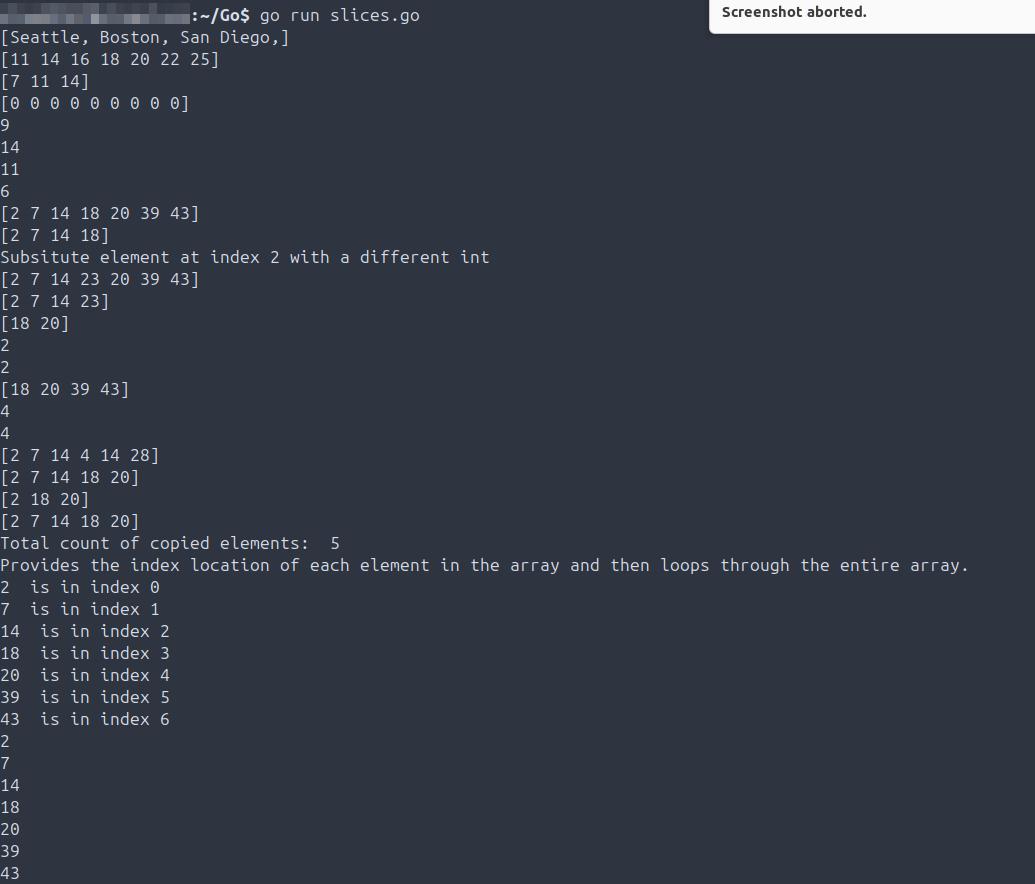 :~/Go$ go run slices.go
Screenshot aborted.
[Seattle, Boston, San Diego,]
[11 14 16 18 20 22 25]
[7 11 14]
[0 0 0 0 0 0 0 0 0]
9
14
11
6
[2 7 14 18 20 39 43]
[2 7 14 18]
Subsitute element at index 2 with a different int
[2 7 14 23 20 39 43]
[2 7 14 23]
[18 20]
2
2
[18 20 39 43]
4
4
[2 7 14 4 14 28]
[2 7 14 18 20]
[2 18 20]
[2 7 14 18 20]
Total count of copied elements:  5
Provides the index location of each element in the array and then loops through the entire array.
2  is in index 0
7  is in index 1
14  is in index 2
18  is in index 3
20  is in index 4
39  is in index 5
43  is in index 6
2
7
14
18
20
39
43